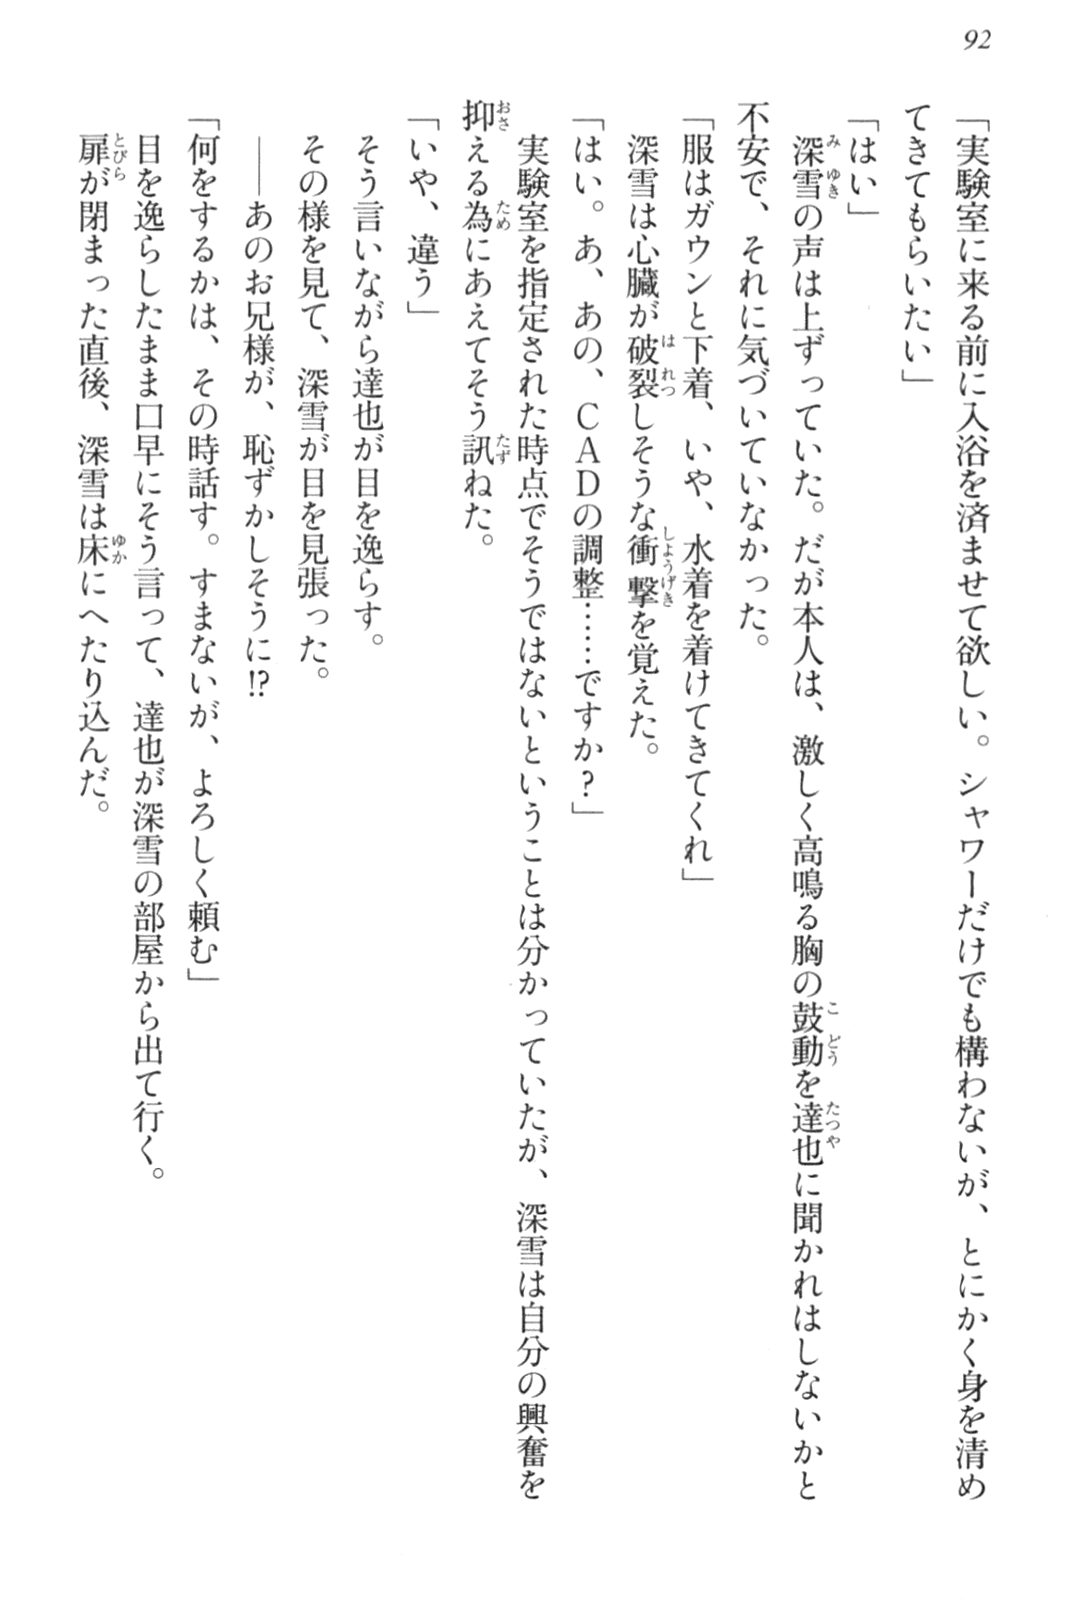 92
「実験室に来る前に入浴を済ませて欲しい。シャワーだけでも構わないが、とにかく身を清め
てきてもらいたい」
「はい」
深雪の声は上ずっていた。だが本人は、激しく高鳴る胸の鼓動を達也に聞かれはしないかと
不安で、それに気づいていなかった。
「服はガウンと下着、いや、水着を着けてきてくれ」
深雪は心臓が破裂しそうな衝撃を覚えた。
「はい。あ、あの、ＣＡＤの調整……ですか？」
実験室を指定された時点でそうではないということは分かっていたが、深雪は自分の興奮を
抑える為にあえてそう訊ねた。
「いや、違う」
そう言いながら達也が目を逸らす。
その様を見て、深雪が目を見張った。
――あのお兄様が、恥ずかしそうに!?
「何をするかは、その時話す。すまないが、よろしく頼む」
目を逸らしたまま口早にそう言って、達也が深雪の部屋から出て行く。
扉が閉まった直後、深雪は床にへたり込んだ。